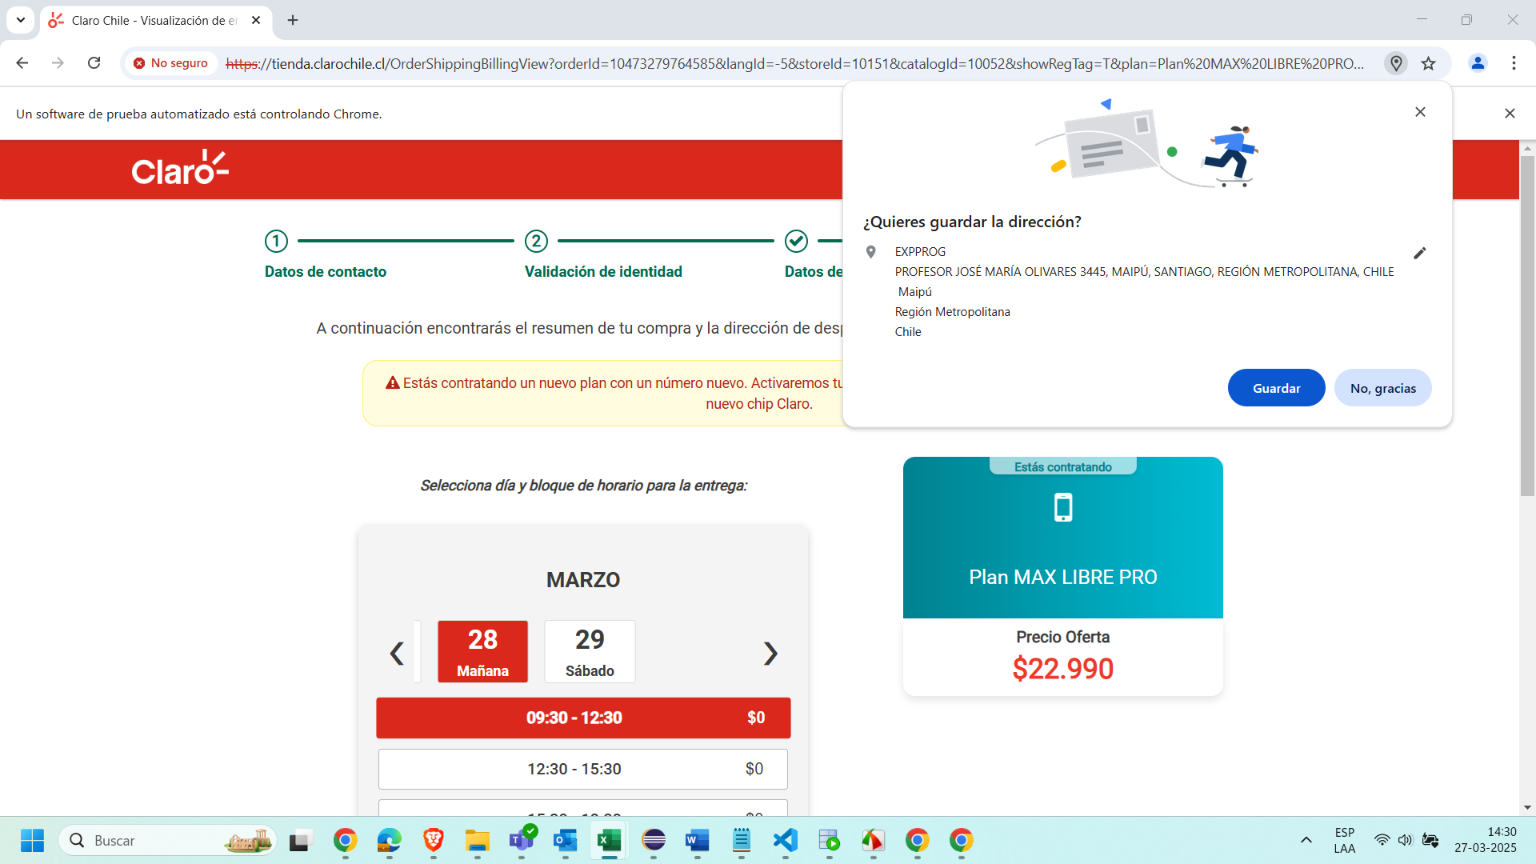 Claro Chile - Visualización de e
No seguro
https://tienda.clarochile.cl/OrderShippingBillingView?orderId=10473279764585&langId=-5&storeId=10151&catalogId=10052&showRegTag=T&plan=Plan%20MAX%20LIBRE%20PRO...
Un software de prueba automatizado está controlando Chrome.
Claro
¿Quieres guardar la dirección?
EXPPROG
PROFESOR JOSÉ MARÍA OLIVARES 3445, MAIPÚ, SANTIAGO, REGIÓN METROPOLITANA, CHILE
Maipú
Región Metropolitana
Chile
Guardar
No, gracias
1
2
Datos de contacto
Validación de identidad
Datos de
A continuación encontrarás el resumen de tu compra y la dirección de desp
Estás contratando un nuevo plan con un número nuevo. Activaremos tu
nuevo chip Claro.
Selecciona día y bloque de horario para la entrega:
MARZO
28
Mañana
29
Sábado
09:30 - 12:30 $0
12:30 - 15:30 $0
Estás contratando
Plan MAX LIBRE PRO
Precio Oferta
$22.990
Buscar
ESP
LAA
14:30
27-03-2025